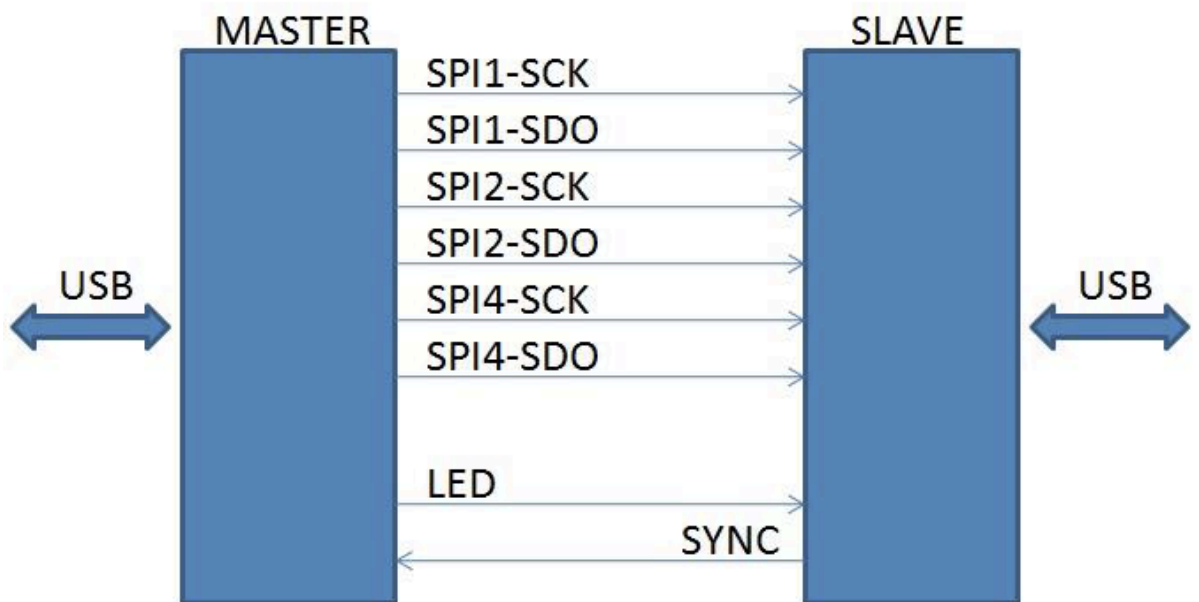 MASTER
SLAVE
SPI1-SCK
SPI1-SDO
SPI2-SCK
SPI2-SDO
USB
SPI4-SCK
USB
SPI4-SDO
LED
SYNC